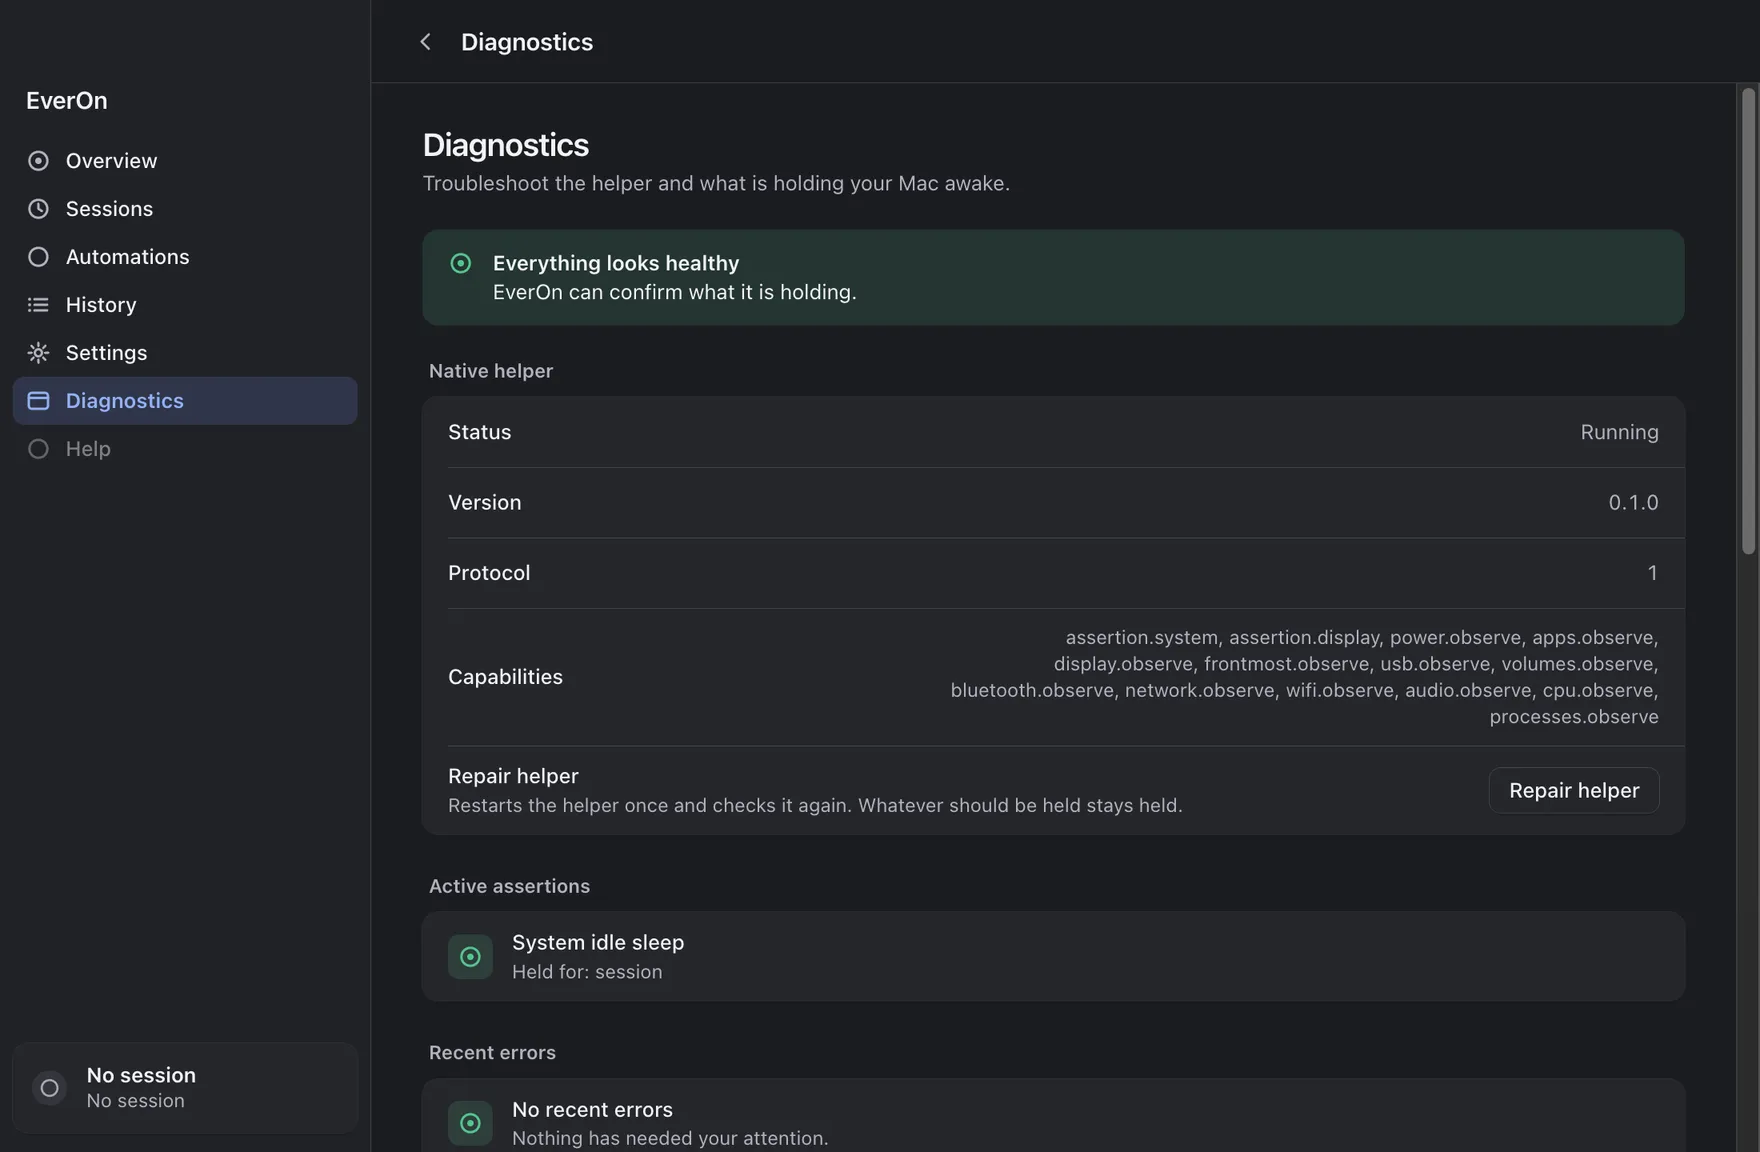 Diagnostics
EverOn
Overview
Sessions
Automations
History
Settings
Diagnostics
Help
No session
No session
Diagnostics
Troubleshoot the helper and what is holding your Mac awake.
Everything looks healthy
EverOn can confirm what it is holding.
Native helper
Status
Running
Version
0.1.0
Protocol
1
Capabilities
assertion.system, assertion.display, power.observe, apps.observe,
display.observe, frontmost.observe, usb.observe, volumes.observe,
bluetooth.observe, network.observe, wifi.observe, audio.observe, cpu.observe,
processes.observe
Repair helper
Restarts the helper once and checks it again. Whatever should be held stays held.
Repair helper
Active assertions
System idle sleep
Held for: session
Recent errors
No recent errors
Nothing has needed your attention.